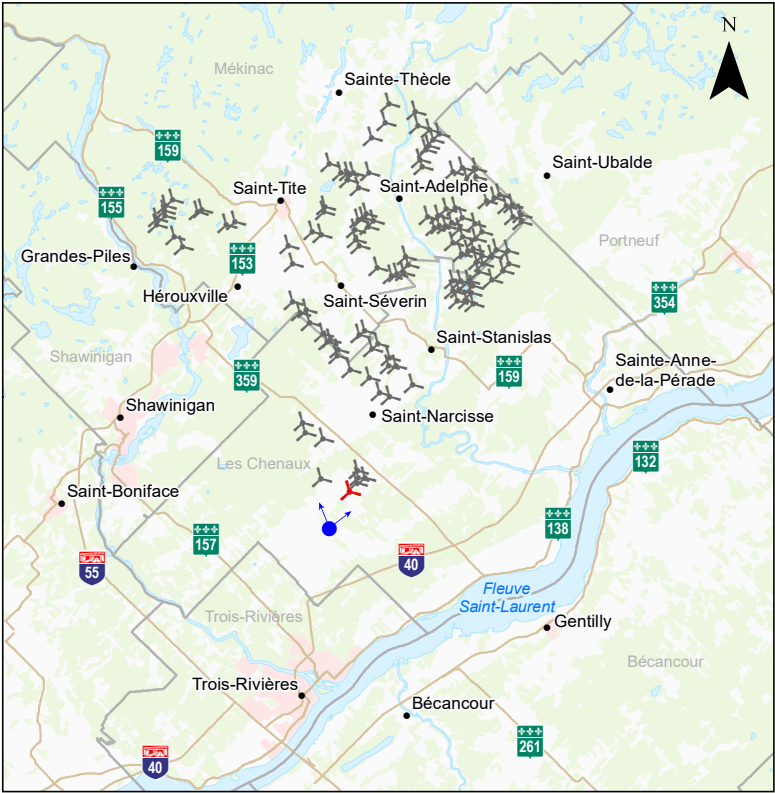 N
Mékinac
Sainte-Thècle
159
Saint-Ubalde
Saint-Tite
Saint-Adelphe
155
Portneuf
Grandes-Piles
153
Hérouxville
Saint-Séverin
354
Saint-Stanislas
Shawinigan
359
159
Sainte-Anne-
de-la-Pérade
Shawinigan
Saint-Narcisse
Les Chenaux
132
Saint-Boniface
157
138
55
40
Fleuve
Saint-Laurent
Trois-Rivières
Gentilly
Bécancour
Trois-Rivières
Bécancour
261
40